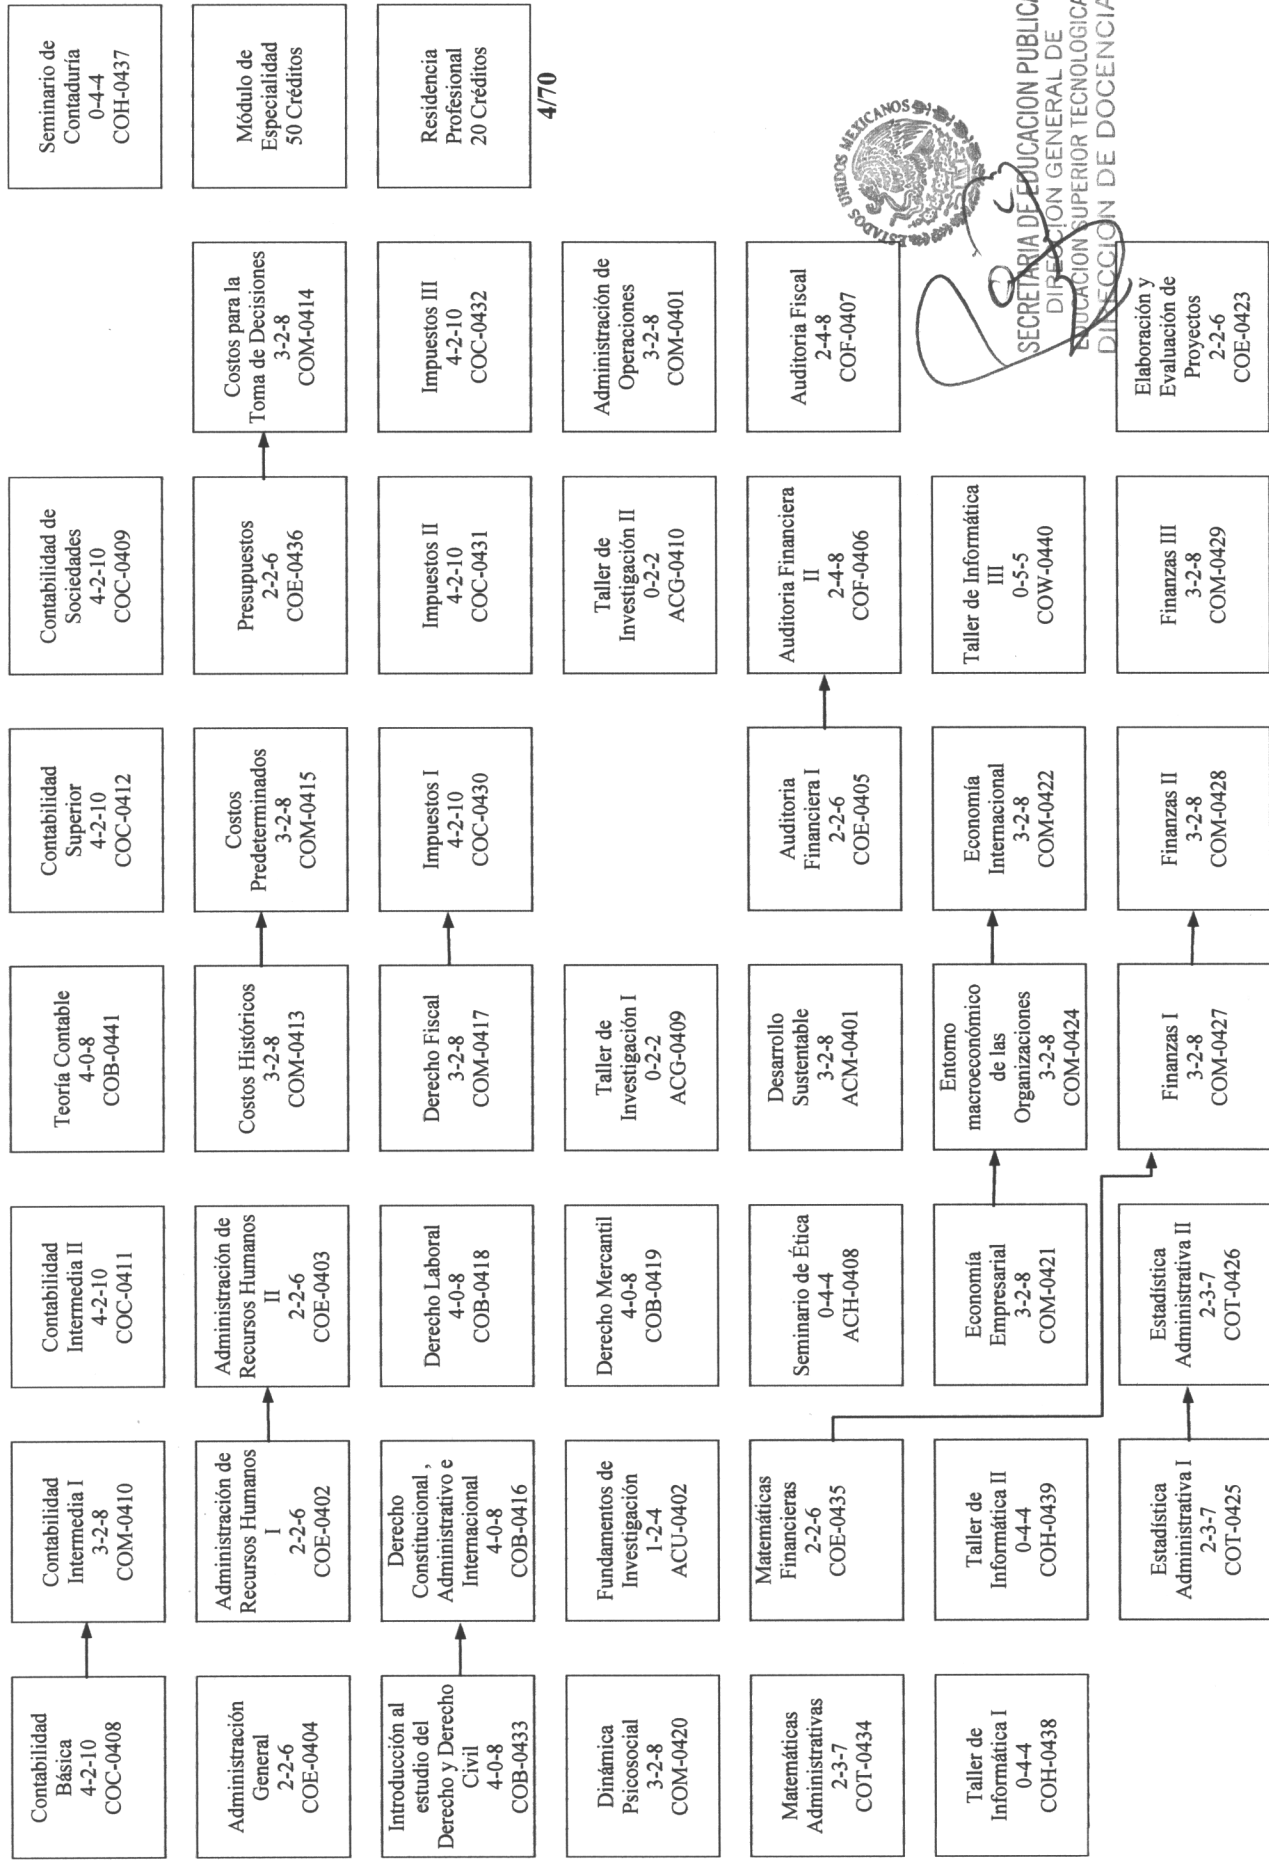 Seminario de
Contaduría
0-4-4
COH-0437
Módulo de
Especialidad
50 Créditos
Residencia
Profesional
20 Créditos
4/70
ESTADOS UNIDOS MEXICANOS
SECRETARIA DE EDUCACION PUBLICA
DIRECCION GENERAL DE
EDUCACION SUPERIOR TECNOLOGICA
DIRECCION DE DOCENCIA
Costos para la
Toma de Decisiones
3-2-8
COM-0414
Impuestos III
4-2-10
COC-0432
Administración de
Operaciones
3-2-8
COM-0401
Auditoria Fiscal
2-4-8
COF-0407
Elaboración y
Evaluación de
Proyectos
2-2-6
COE-0423
Contabilidad de
Sociedades
4-2-10
COC-0409
Presupuestos
2-2-6
COE-0436
Impuestos II
4-2-10
COC-0431
Taller de
Investigación II
0-2-2
ACG-0410
Auditoria Financiera
II
2-4-8
COF-0406
Taller de Informática
III
0-5-5
COW-0440
Finanzas III
3-2-8
COM-0429
Contabilidad
Superior
4-2-10
COC-0412
Costos
Predeterminados
3-2-8
COM-0415
Impuestos I
4-2-10
COC-0430
Auditoria
Financiera I
2-2-6
COE-0405
Economía
Internacional
3-2-8
COM-0422
Finanzas II
3-2-8
COM-0428
Teoría Contable
4-0-8
COB-0441
Costos Históricos
3-2-8
COM-0413
Derecho Fiscal
3-2-8
COM-0417
Taller de
Investigación I
0-2-2
ACG-0409
Desarrollo
Sustentable
3-2-8
ACM-0401
Entorno
macroeconómico
de las
Organizaciones
3-2-8
COM-0424
Finanzas I
3-2-8
COM-0427
Contabilidad
Intermedia II
4-2-10
COC-0411
Administración de
Recursos Humanos
II
2-2-6
COE-0403
Derecho Laboral
4-0-8
COB-0418
Derecho Mercantil
4-0-8
COB-0419
Seminario de Ética
0-4-4
ACH-0408
Economía
Empresarial
3-2-8
COM-0421
Estadística
Administrativa II
2-3-7
COT-0426
Contabilidad
Intermedia I
3-2-8
COM-0410
Administración de
Recursos Humanos
I
2-2-6
COE-0402
Derecho
Constitucional ,
Administrativo e
Internacional
4-0-8
COB-0416
Fundamentos de
Investigación
1-2-4
ACU-0402
Matemáticas
Financieras
2-2-6
COE-0435
Taller de
Informática II
0-4-4
COH-0439
Estadística
Administrativa I
2-3-7
COT-0425
Contabilidad
Básica
4-2-10
COC-0408
Administración
General
2-2-6
COE-0404
Introducción al
estudio del
Derecho y Derecho
Civil
4-0-8
COB-0433
Dinámica
Psicosocial
3-2-8
COM-0420
Matemáticas
Administrativas
2-3-7
COT-0434
Taller de
Informática I
0-4-4
COH-0438